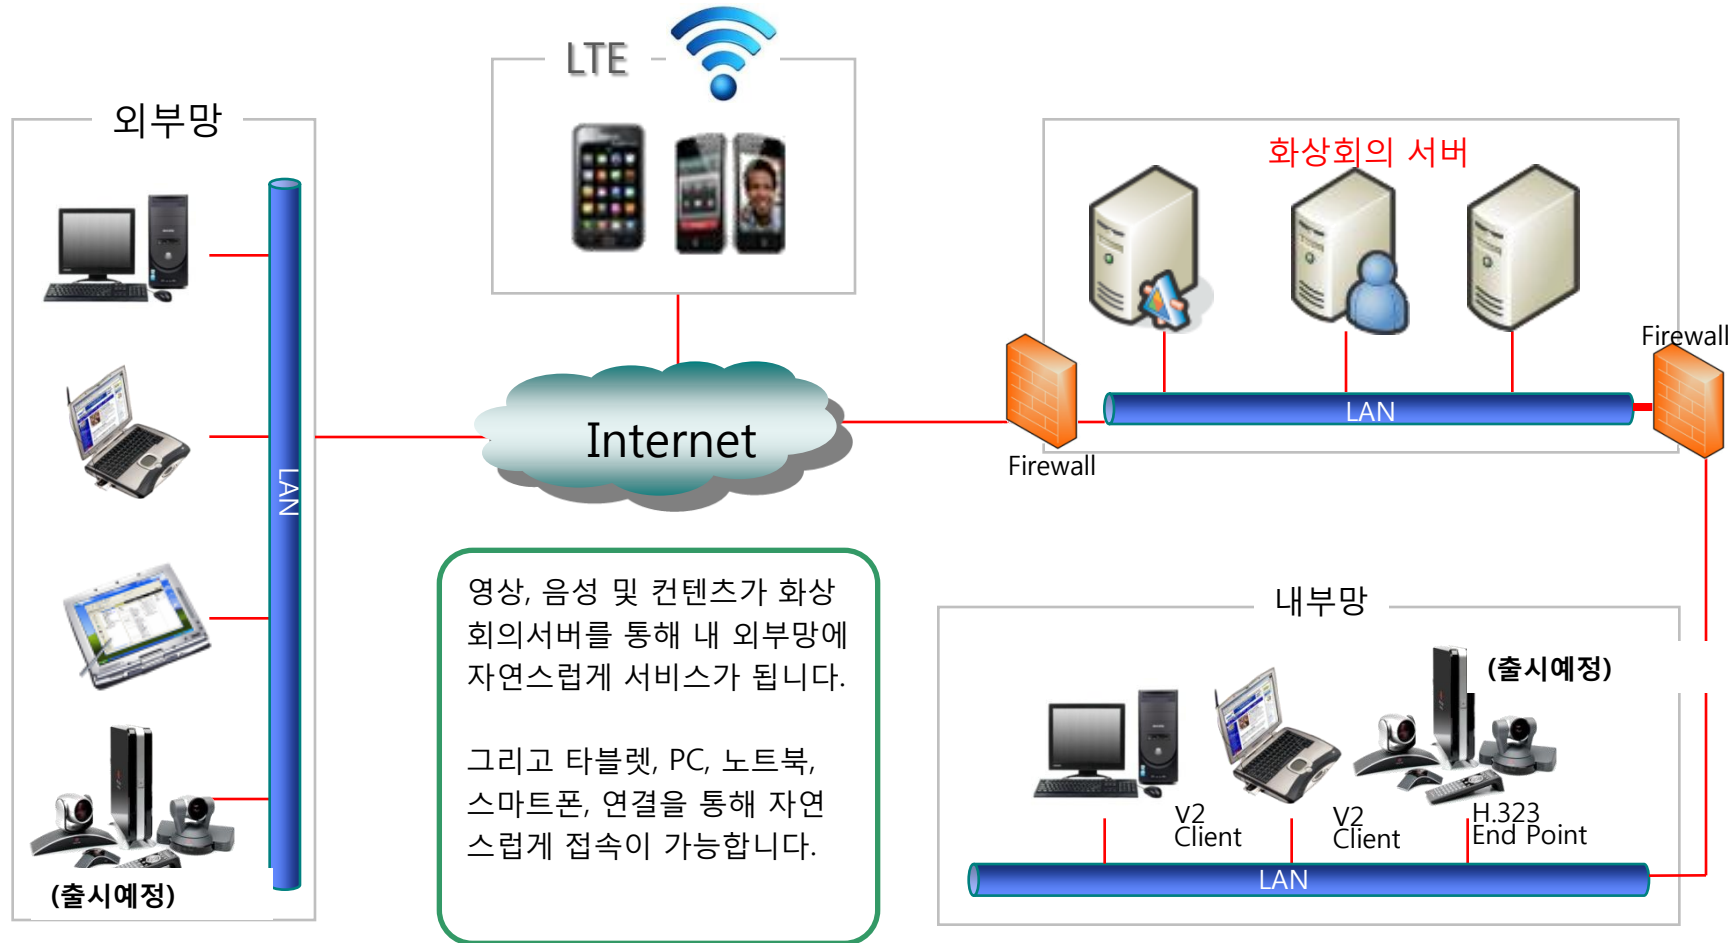 LTE
외부망
화상회의 서버
Firewall
LAN
Internet
Firewall
LAN
영상, 음성 및 컨텐츠가 화상
회의서버를 통해 내 외부망에
자연스럽게 서비스가 됩니다.
그리고 타블렛, PC, 노트북,
스마트폰, 연결을 통해 자연
스럽게 접속이 가능합니다.
(출시예정)
내부망
(출시예정)
V2
Client
V2
Client
H.323
End Point
LAN